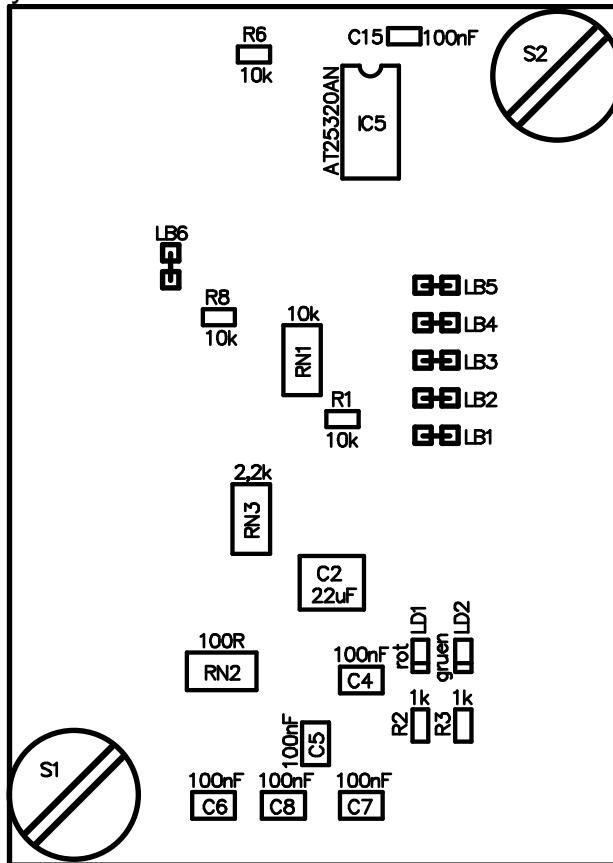 R6
10k
C15 100nF
S2
AT25320AN
IC5
LB6
R8
10k
10k
RN1
R1
10k
LB5
LB4
LB3
LB2
LB1
2,2k
RN3
C2
22uF
100R
RN2
100nF
C4
rot
LD1
gruen
LD2
1k
R2
1k
R3
100nF
C5
S1
100nF
C6
100nF
C8
100nF
C7